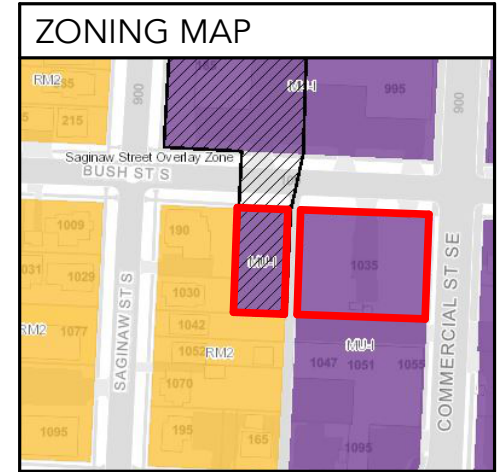 ZONING MAP
RM2
215
900
MU-I
995
900
Saginaw Street Overlay Zone
BUSH ST S
1009
190
MU-I
1035
1029
1030
RM2
1077
1042
1052
RM2
MU-I
1047
1051
1055
1070
1095
195
165
1095
SAGINAW ST S
COMMERCIAL ST SE